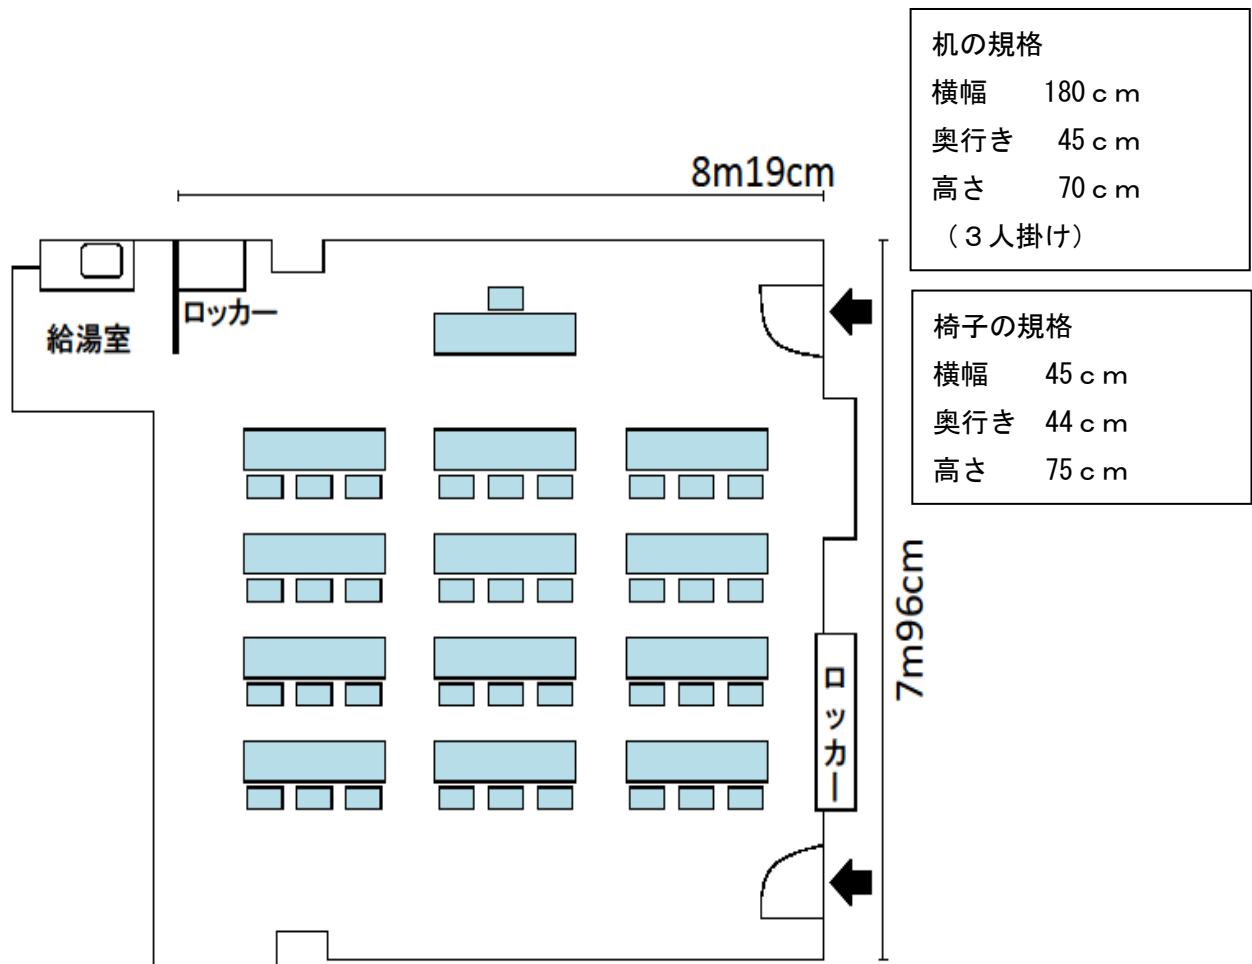 机の規格
横幅 180ｃｍ
奥行き 45ｃｍ
高さ 70ｃｍ
（３人掛け）
8m19cm
ロッカー
給湯室
椅子の規格
横幅 45ｃｍ
奥行き 44ｃｍ
高さ 75ｃｍ
7m96cm
ロッカー